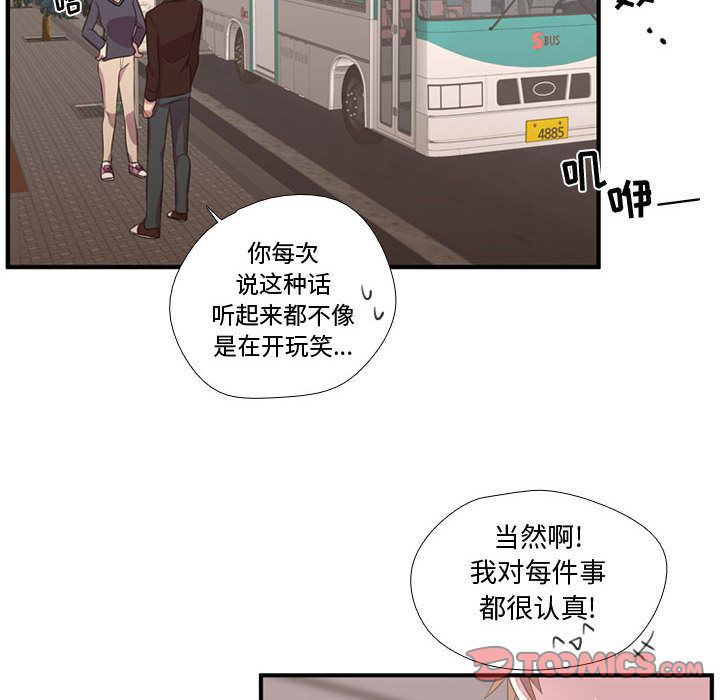 SBUS
4885
叽
咿—
你每次
说这种话
听起来都不像
是在开玩笑...
当然啊!
我对每件事
都很认真!
TOOMICS.COM